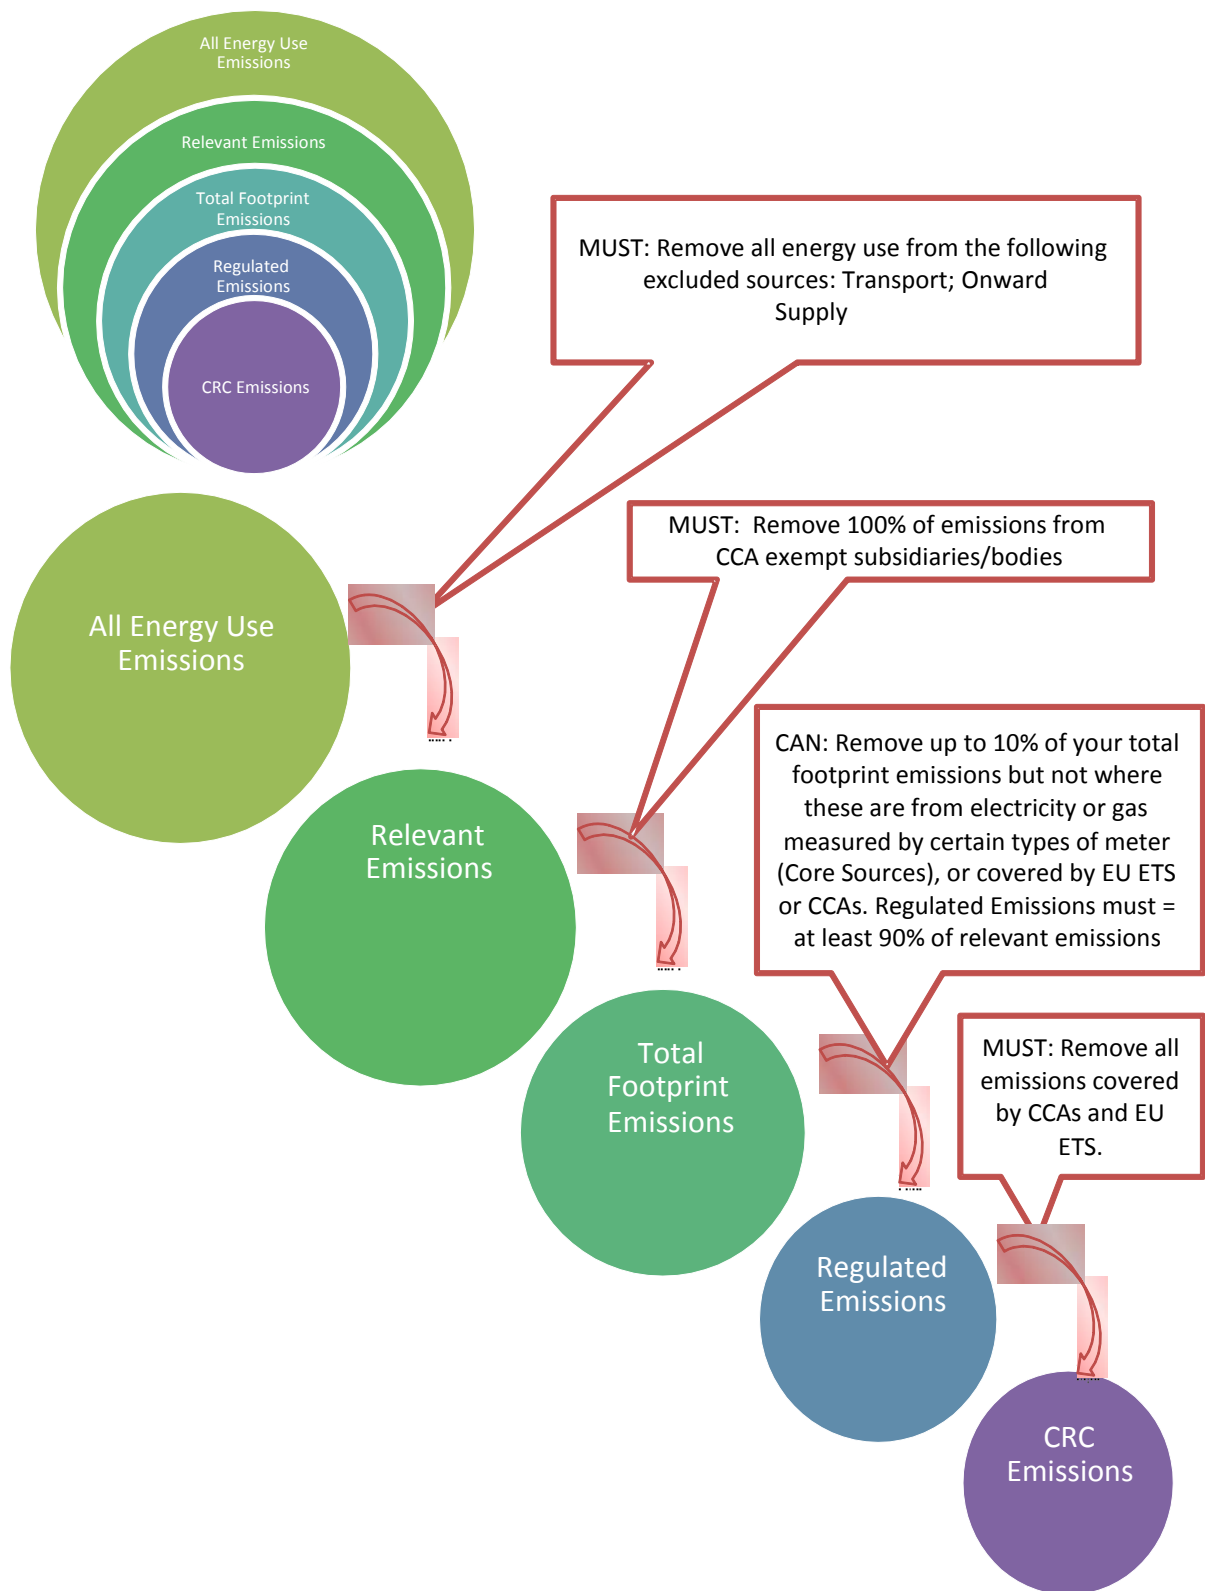 All Energy Use
Emissions
Relevant Emissions
Total Footprint
Emissions
Regulated
Emissions
CRC Emissions
MUST: Remove all energy use from the following
excluded sources: Transport; Onward
Supply
MUST:  Remove 100% of emissions from
CCA exempt subsidiaries/bodies
All Energy Use
Emissions
CAN: Remove up to 10% of your total
footprint emissions but not where
these are from electricity or gas
measured by certain types of meter
(Core Sources), or covered by EU ETS
or CCAs. Regulated Emissions must =
at least 90% of relevant emissions
Relevant
Emissions
MUST: Remove all
emissions covered
by CCAs and EU
ETS.
Total
Footprint
Emissions
Regulated
Emissions
CRC
Emissions